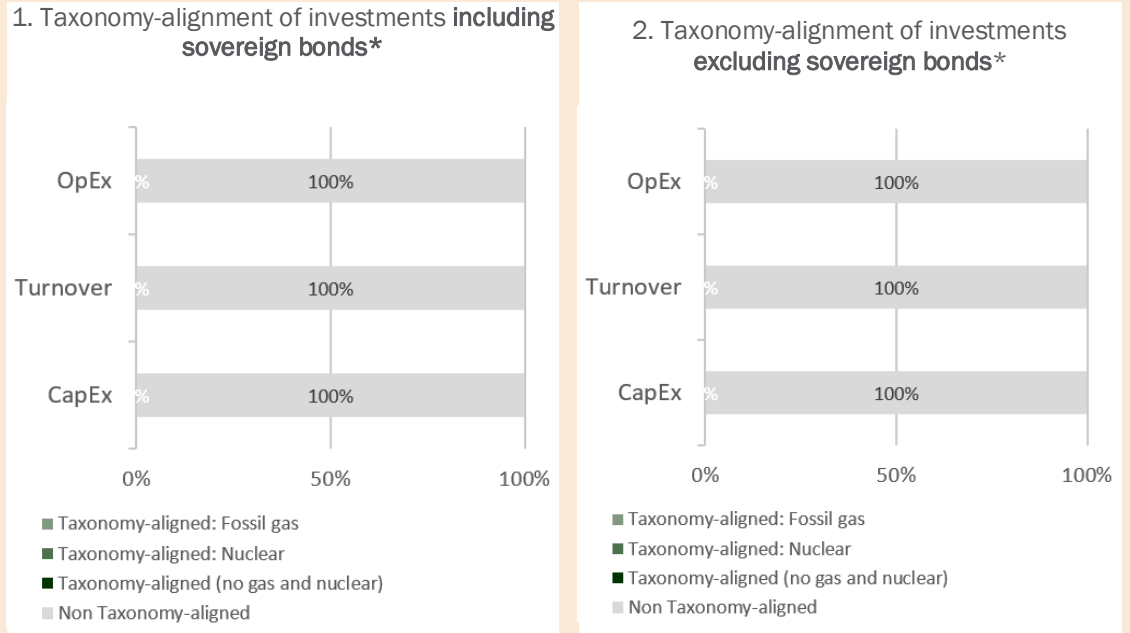 1. Taxonomy-alignment of investments including
sovereign bonds*
OpEx
%
100%
Turnover
%
100%
CapEx
%
100%
0%
50%
100%
Taxonomy-aligned: Fossil gas
Taxonomy-aligned: Nuclear
Taxonomy-aligned (no gas and nuclear)
Non Taxonomy-aligned
2. Taxonomy-alignment of investments
excluding sovereign bonds*
OpEx
%
100%
Turnover
%
100%
CapEx
%
100%
0%
50%
100%
Taxonomy-aligned: Fossil gas
Taxonomy-aligned: Nuclear
Taxonomy-aligned (no gas and nuclear)
Non Taxonomy-aligned